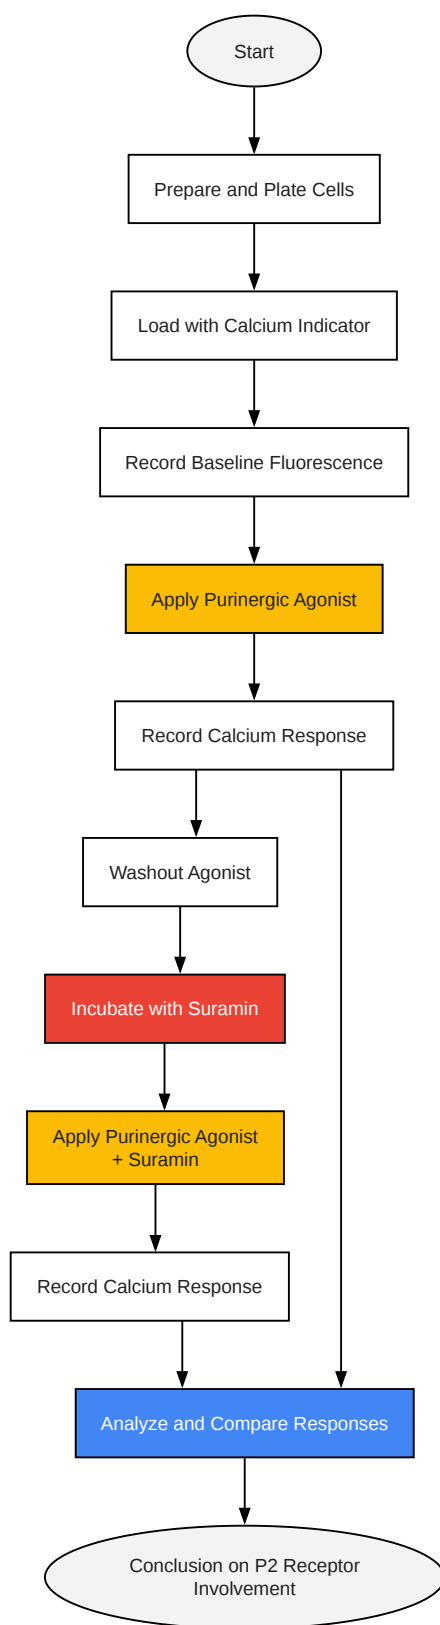 Start
Prepare and Plate Cells
Load with Calcium Indicator
Record Baseline Fluorescence
Apply Purinergic Agonist
Record Calcium Response
Washout Agonist
Incubate with Suramin
Apply Purinergic Agonist
+ Suramin
Record Calcium Response
Analyze and Compare Responses
Conclusion on P2 Receptor
Involvement